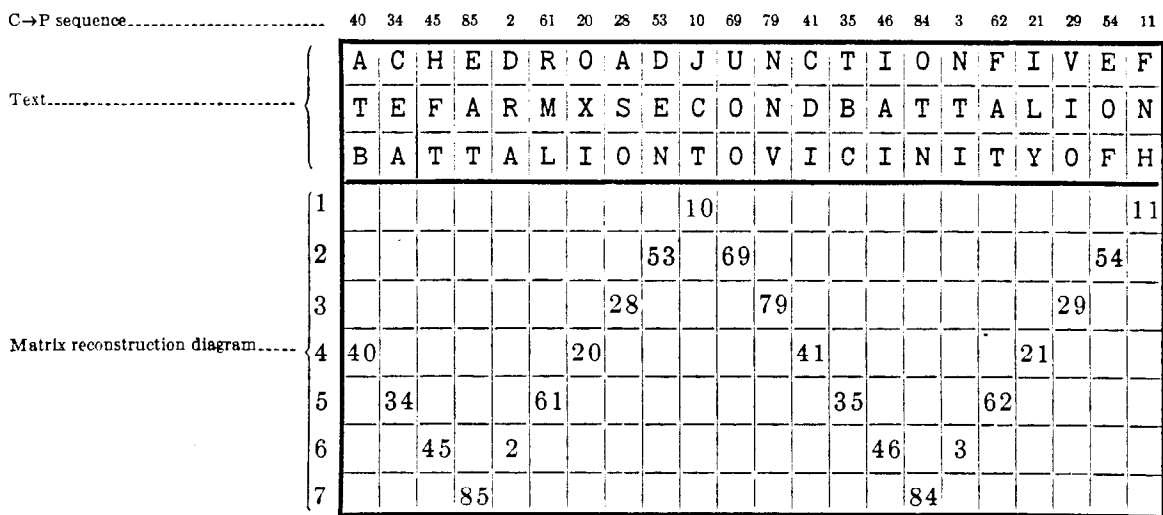 C→P sequence 40 34 45 85 2 61 20 28 53 10 69 79 41 35 46 84 3 62 21 29 54 11
A C H E D R O A D J U N C T I O N F I V E F
Text T E F A R M X S E C O N D B A T T A L I O N
B A T T A L I O N T O V I C I N I T Y O F H
1 10 11
2 53 69 54
3 28 79 29
Matrix reconstruction diagram 4 40 20 41 21
5 34 61 35 62
6 45 2 46 3
7 85 84